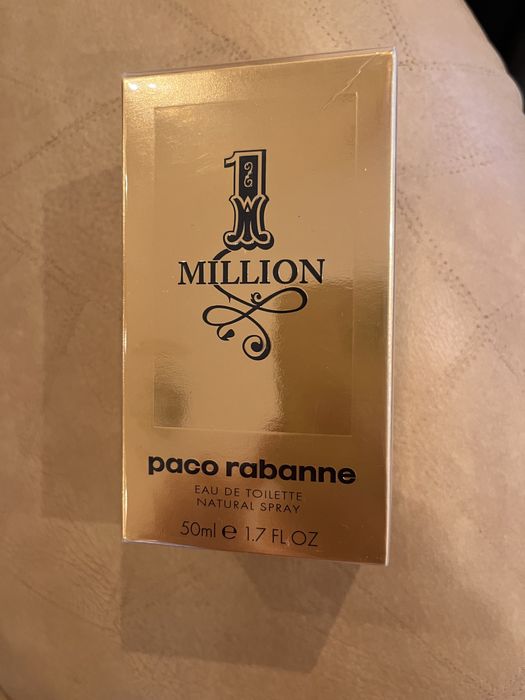 1
MILLION
paco rabanne
EAU DE TOILETTE
NATURAL SPRAY
50ml e 1.7 FL.OZ